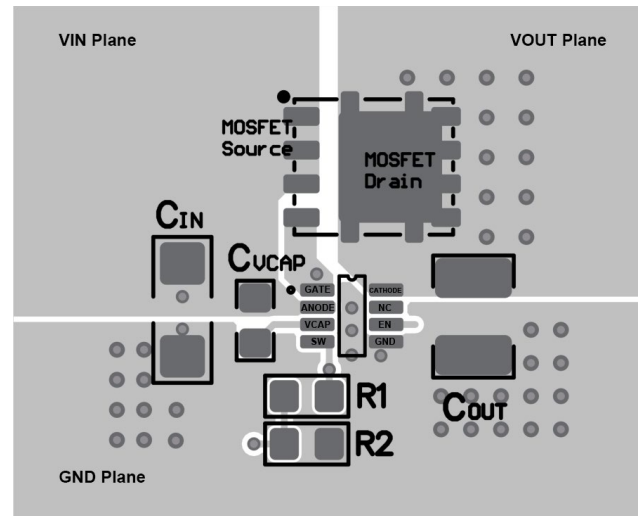 VIN Plane
VOUT Plane
MOSFET
Source
MOSFET
Drain
CIN
CVCAP
GATE
CATHODE
ANODE
NC
VCAP
EN
SW
GND
R1
COUT
R2
GND Plane